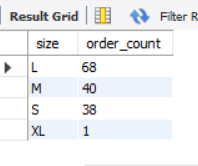 Result Grid Filter R
size order_count
L 68
M 40
S 38
XL 1